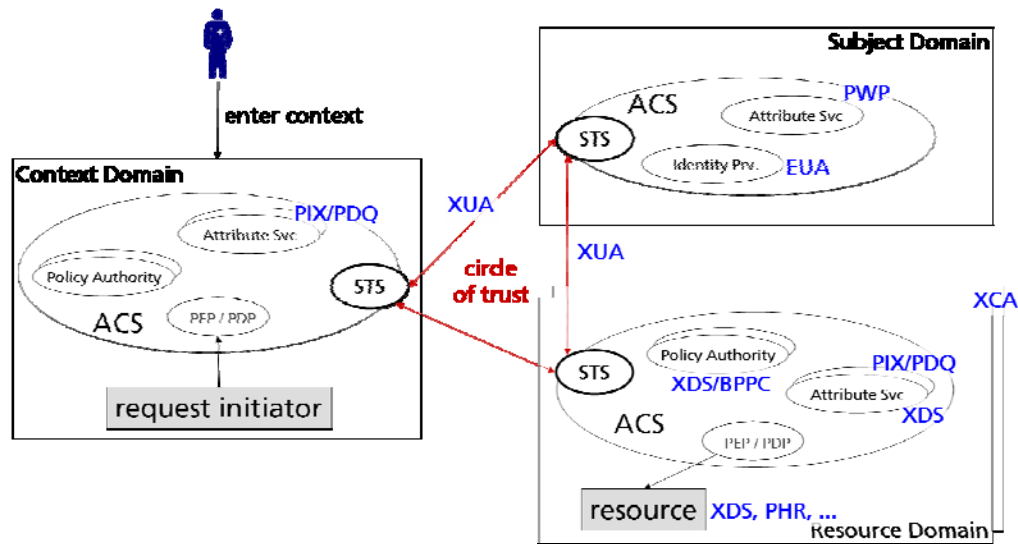 enter context
Context Domain
PIX/PDQ
Attribute Svc
Policy Authority
STS
ACS
PEP / PDP
request initiator
XUA
circle
of trust
XUA
Subject Domain
ACS
PWP
Attribute Svc
STS
Identity Prv.
EUA
XCA
STS
Policy Authority
XDS/BPPC
PIX/PDQ
Attribute Svc
XDS
ACS
PEP / PDP
resource
XDS, PHR, ...
Resource Domain